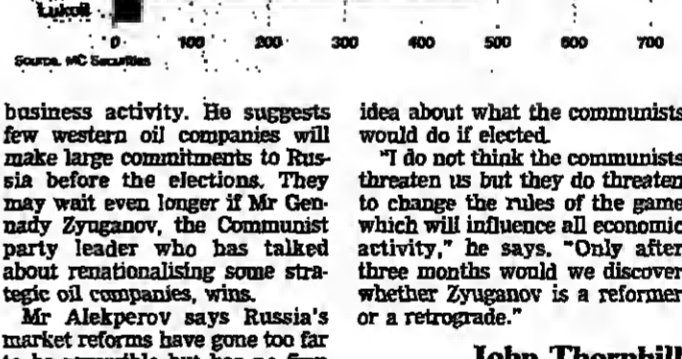 Lukoil
0 100 200 300 400 500 600 700
Source. MC Securities
business activity. He suggests
few western oil companies will
make large commitments to Rus-
sia before the elections. They
may wait even longer if Mr Gen-
nady Zyuganov, the Communist
party leader who has talked
about renationalising some stra-
tegic oil companies, wins.
Mr Alekperov says Russia's
market reforms have gone too far
idea about what the communists
would do if elected.
"I do not think the communists
threaten us but they do threaten
to change the rules of the game
which will influence all economic
activity," he says. "Only after
three months would we discover
whether Zyuganov is a reformer
or a retrograde."
John Thornhill